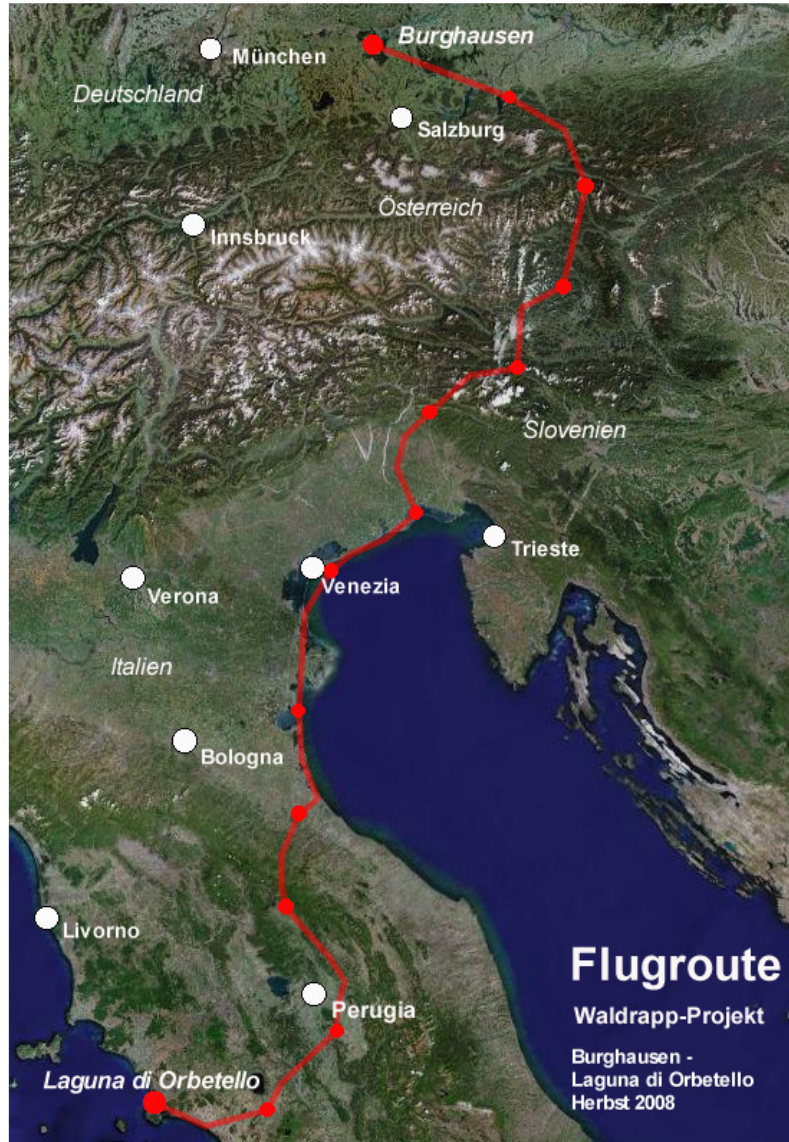 Burghausen
München
Deutschland
Salzburg
Österreich
Innsbruck
Slovenien
Trieste
Venezia
Verona
Italien
Bologna
Livorno
Flugroute
Perugia
Waldrapp-Projekt
Burghausen -
Laguna di Orbetello
Laguna di Orbetello
Herbst 2008